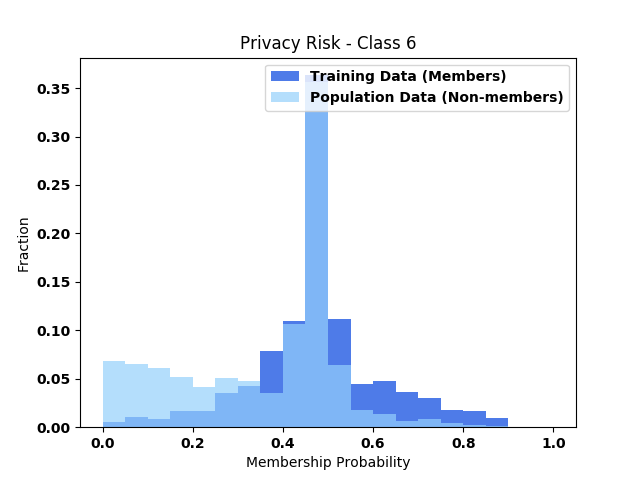 Privacy Risk - Class 6
Training Data (Members)
Population Data (Non-members)
0.35
0.30
0.25
0.20
0.15
0.10
0.05
0.00
Fraction
0.0 0.2 0.4 0.6 0.8 1.0
Membership Probability